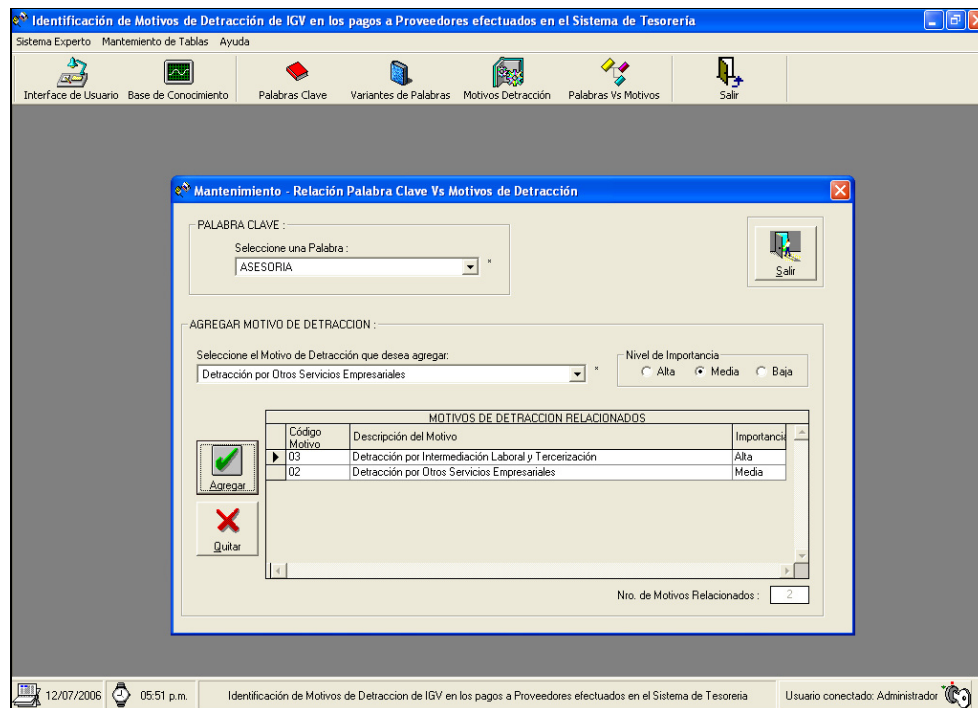 Identificación de Motivos de Detracción de IGV en los pagos a Proveedores efectuados en el Sistema de Tesorería
Sistema Experto Mantemiento de Tablas Ayuda
Interface de Usuario Base de Conocimiento Palabras Clave Variantes de Palabras Motivos Detracción Palabras Vs Motivos Salir
Mantenimiento - Relación Palabra Clave Vs Motivos de Detracción
PALABRA CLAVE :
Seleccione una Palabra :
ASESORIA *
Salir
AGREGAR MOTIVO DE DETRACCION :
Seleccione el Motivo de Detracción que desea agregar:
Detracción por Otros Servicios Empresariales *
Nivel de Importancia
Alta Media Baja
MOTIVOS DE DETRACCION RELACIONADOS
Código Motivo Descripción del Motivo Importancia
03 Detracción por Intermediación Laboral y Tercerización Alta
02 Detracción por Otros Servicios Empresariales Media
Agregar
Quitar
Nro. de Motivos Relacionados : 2
12/07/2006 05:51 p.m. Identificación de Motivos de Detraccion de IGV en los pagos a Proveedores efectuados en el Sistema de Tesoreria Usuario conectado: Administrador